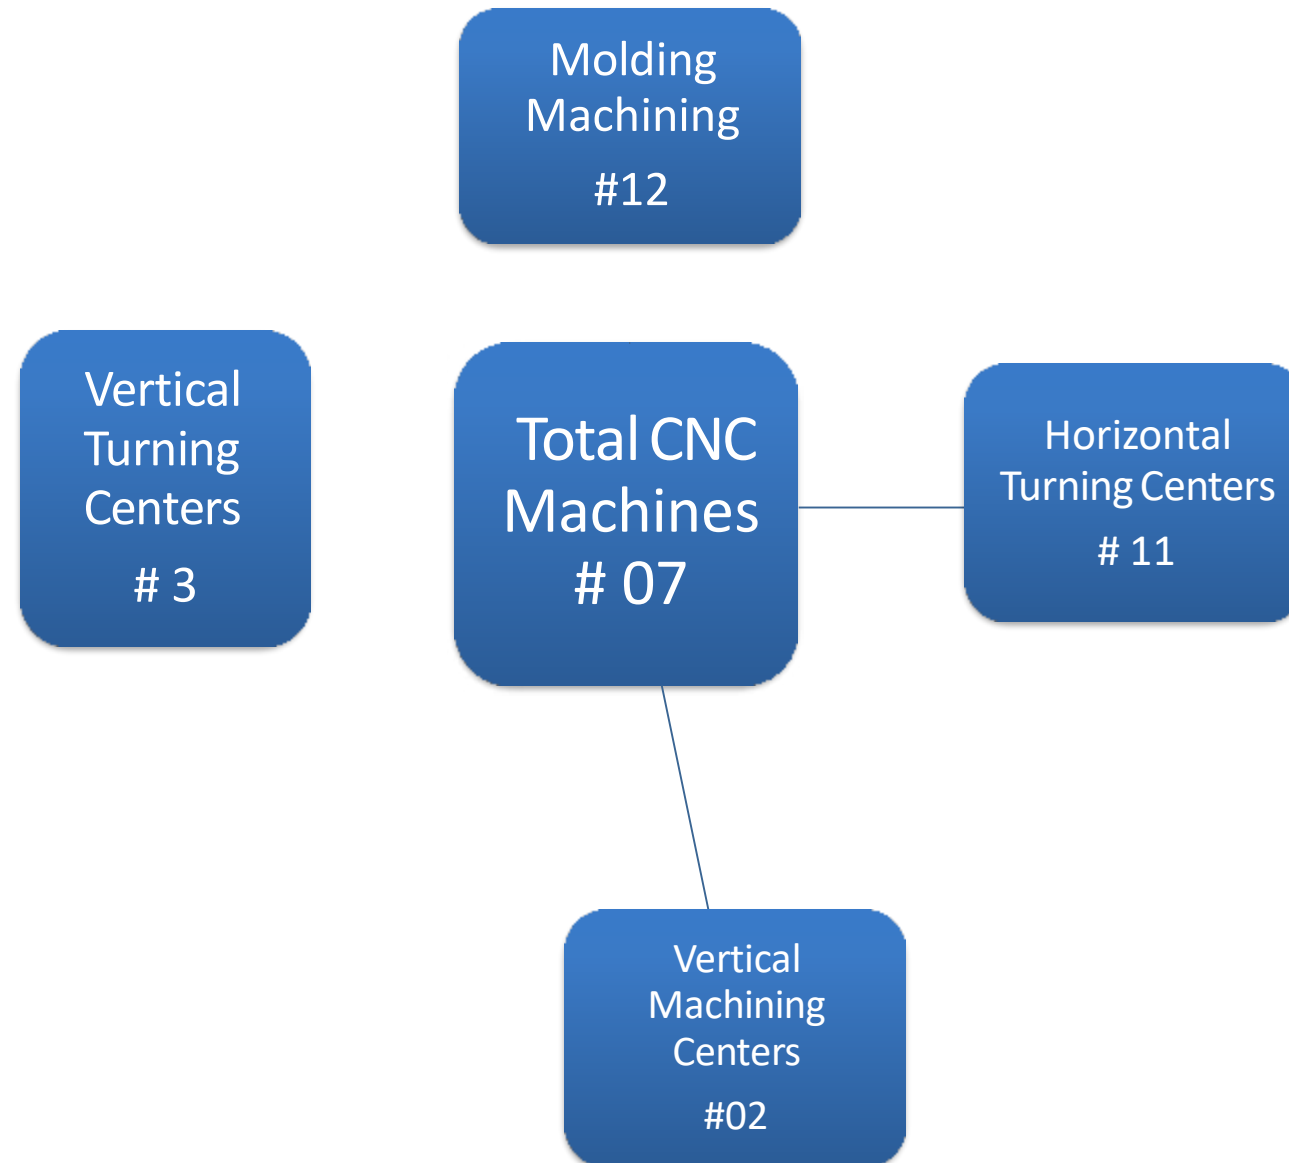 Molding
Machining
#12
Vertical
Turning
Centers
# 3
Total CNC
Machines
# 07
Horizontal
Turning Centers
# 11
Vertical
Machining
Centers
#02